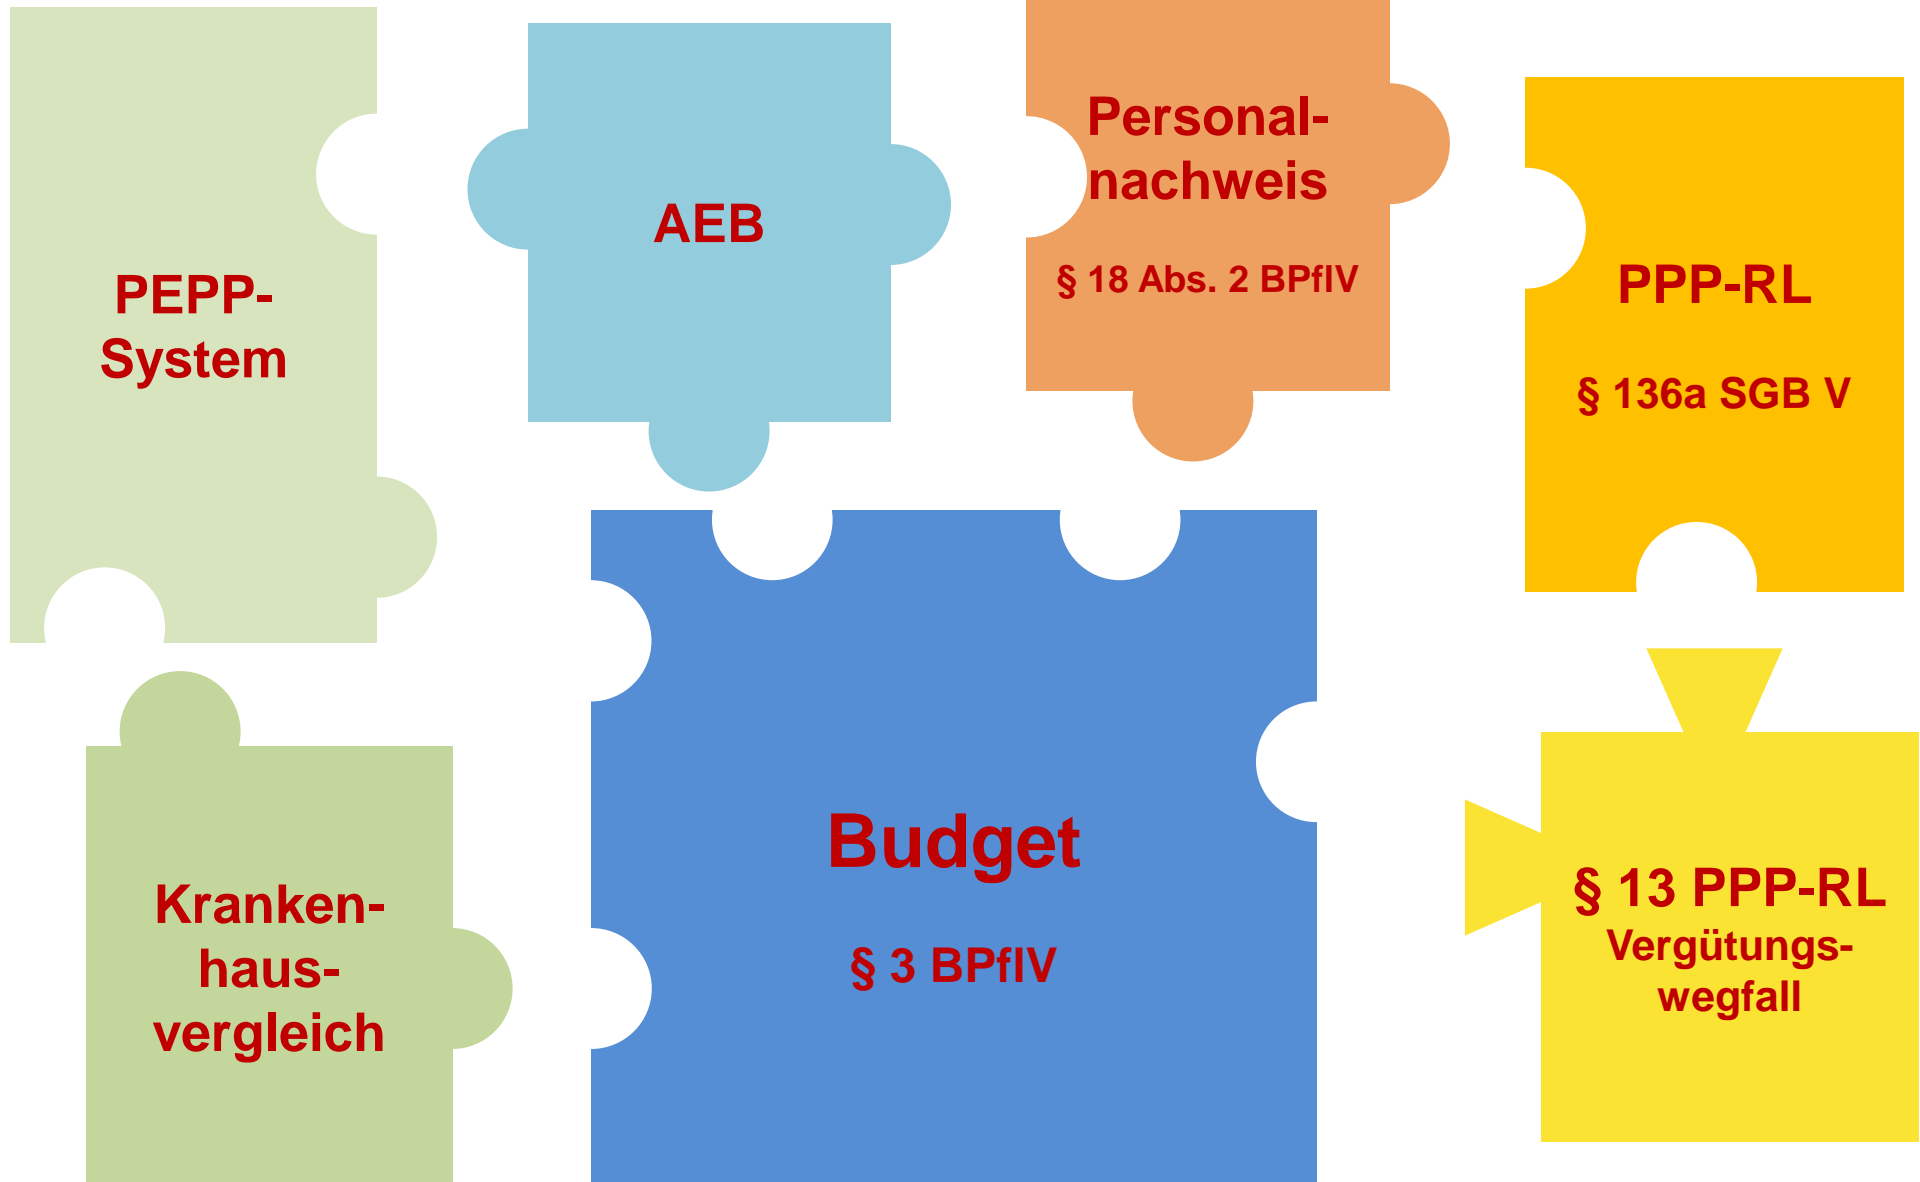 PEPP-
System
AEB
Personal-
nachweis
§ 18 Abs. 2 BPflV
PPP-RL
§ 136a SGB V
Kranken-
haus-
vergleich
Budget
§ 3 BPflV
§ 13 PPP-RL
Vergütungs-
wegfall